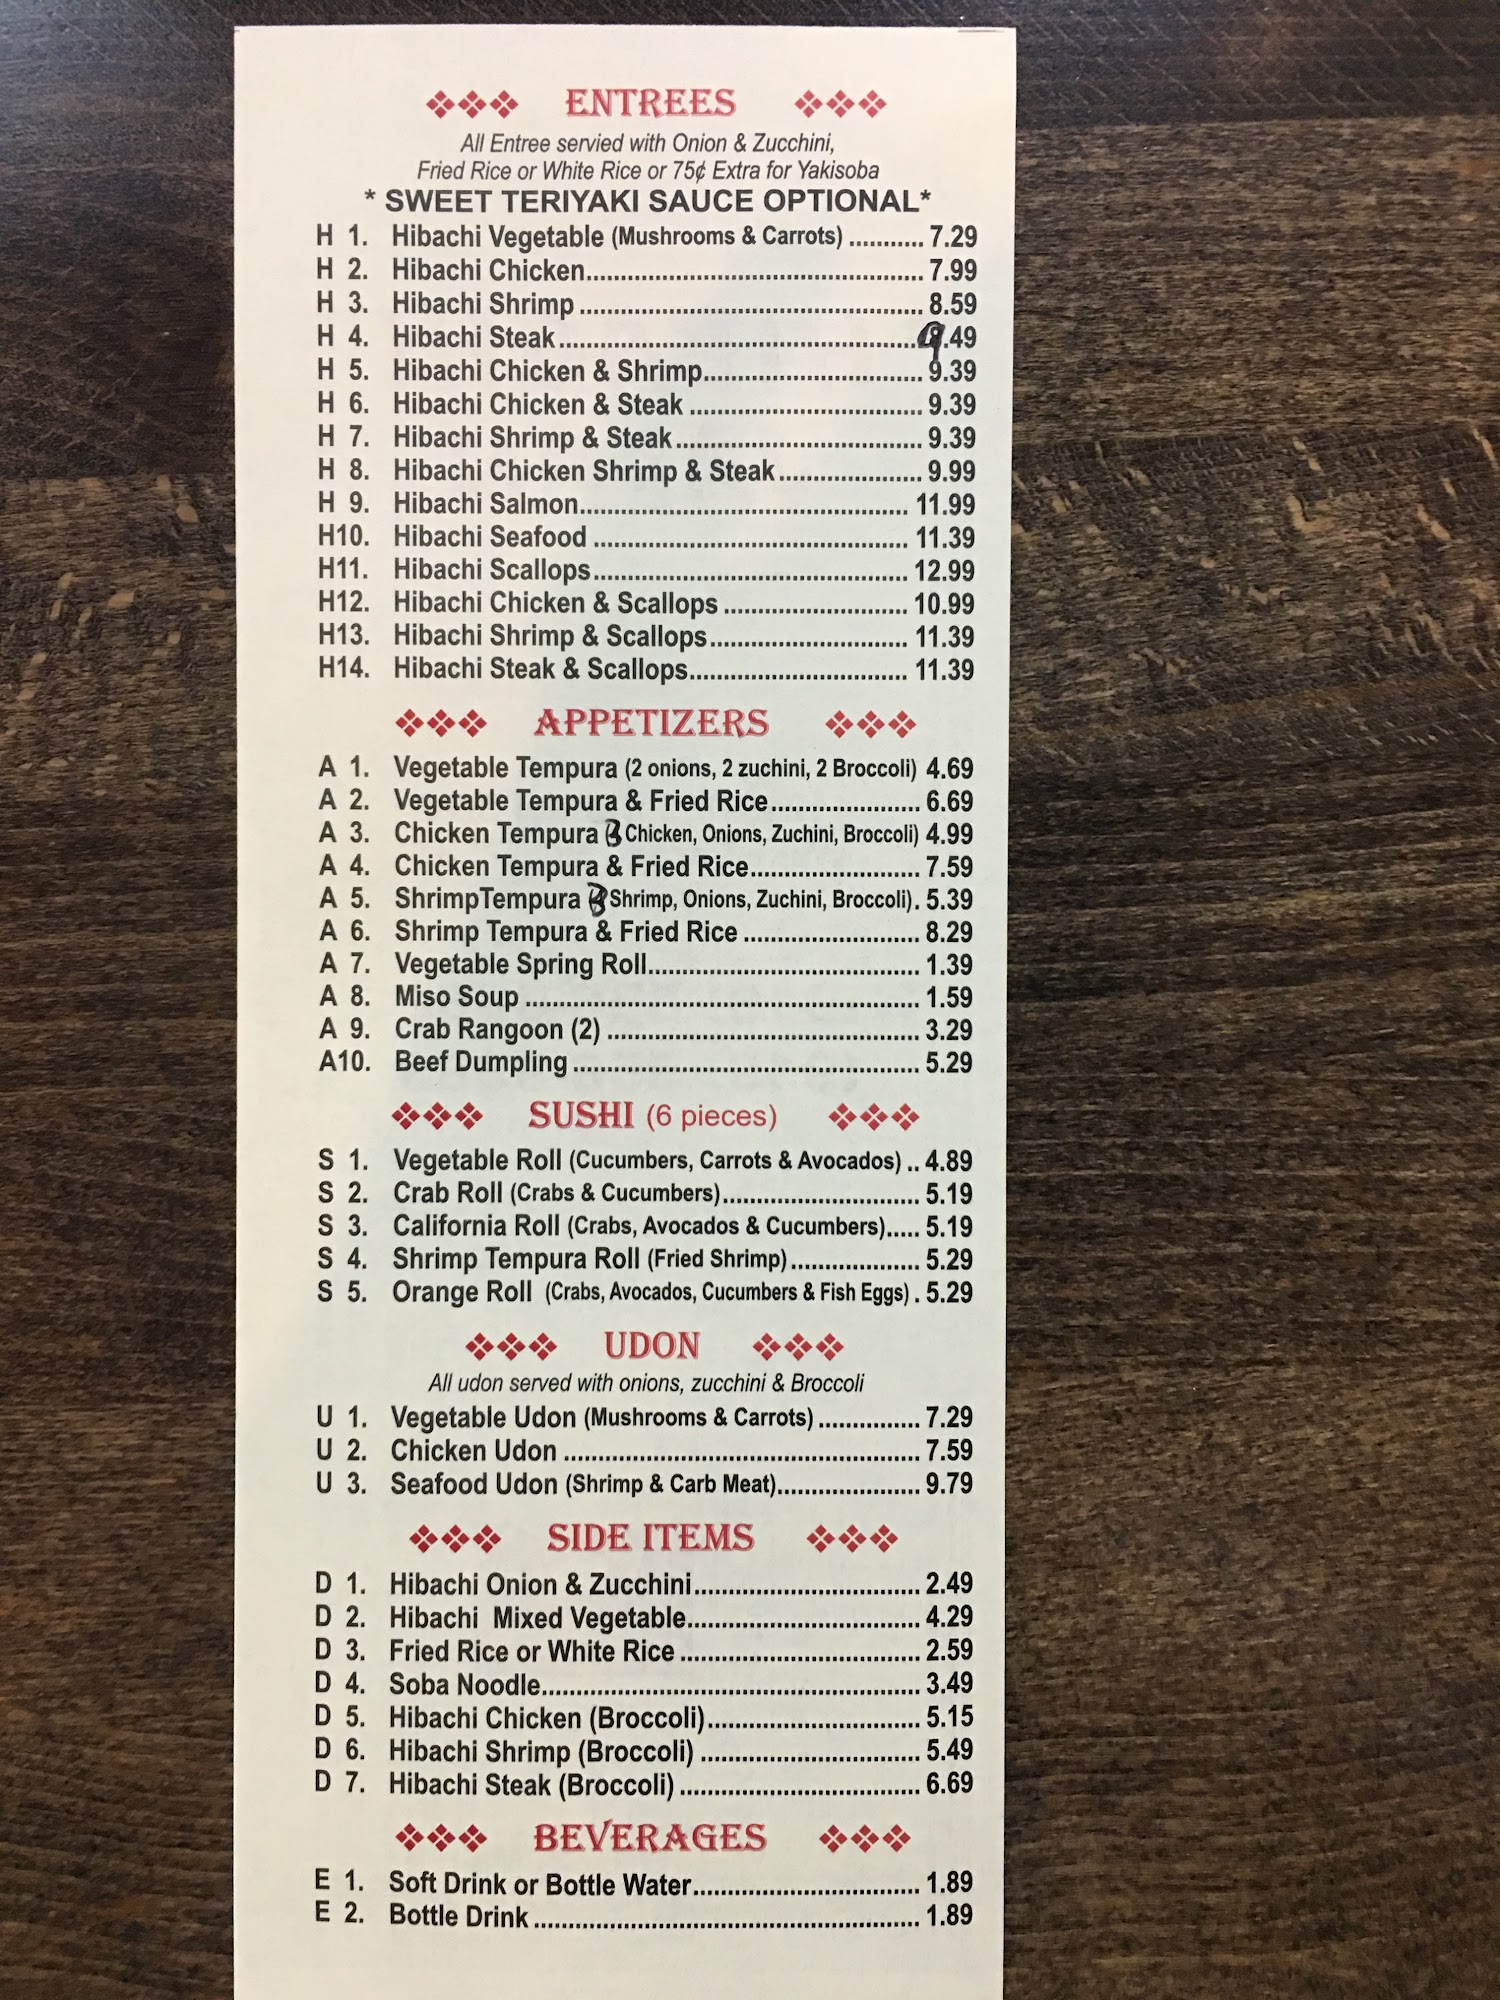 ENTREES
All Entree servied with Onion & Zucchini,
Fried Rice or White Rice or 75¢ Extra for Yakisoba
* SWEET TERIYAKI SAUCE OPTIONAL*
H 1. Hibachi Vegetable (Mushrooms & Carrots) ........... 7.29
H 2. Hibachi Chicken.................................................. 7.99
H 3. Hibachi Shrimp ................................................... 8.59
H 4. Hibachi Steak.....................................................9.49
H 5. Hibachi Chicken & Shrimp................................ 9.39
H 6. Hibachi Chicken & Steak .................................. 9.39
H 7. Hibachi Shrimp & Steak.................................... 9.39
H 8. Hibachi Chicken Shrimp & Steak..................... 9.99
H 9. Hibachi Salmon................................................ 11.99
H10. Hibachi Seafood .............................................. 11.39
H11. Hibachi Scallops.............................................. 12.99
H12. Hibachi Chicken & Scallops ........................... 10.99
H13. Hibachi Shrimp & Scallops............................. 11.39
H14. Hibachi Steak & Scallops................................ 11.39
APPETIZERS
A 1. Vegetable Tempura (2 onions, 2 zuchini, 2 Broccoli) 4.69
A 2. Vegetable Tempura & Fried Rice...................... 6.69
A 3. Chicken Tempura (3 Chicken, Onions, Zuchini, Broccoli) 4.99
A 4. Chicken Tempura & Fried Rice......................... 7.59
A 5. ShrimpTempura (3 Shrimp, Onions, Zuchini, Broccoli). 5.39
A 6. Shrimp Tempura & Fried Rice .......................... 8.29
A 7. Vegetable Spring Roll........................................ 1.39
A 8. Miso Soup .......................................................... 1.59
A 9. Crab Rangoon (2) .............................................. 3.29
A10. Beef Dumpling ................................................... 5.29
SUSHI (6 pieces)
S 1. Vegetable Roll (Cucumbers, Carrots & Avocados) .. 4.89
S 2. Crab Roll (Crabs & Cucumbers)............................. 5.19
S 3. California Roll (Crabs, Avocados & Cucumbers)..... 5.19
S 4. Shrimp Tempura Roll (Fried Shrimp)................... 5.29
S 5. Orange Roll (Crabs, Avocados, Cucumbers & Fish Eggs) . 5.29
UDON
All udon served with onions, zucchini & Broccoli
U 1. Vegetable Udon (Mushrooms & Carrots) ............... 7.29
U 2. Chicken Udon .................................................... 7.59
U 3. Seafood Udon (Shrimp & Carb Meat)..................... 9.79
SIDE ITEMS
D 1. Hibachi Onion & Zucchini................................. 2.49
D 2. Hibachi Mixed Vegetable.................................. 4.29
D 3. Fried Rice or White Rice ................................... 2.59
D 4. Soba Noodle....................................................... 3.49
D 5. Hibachi Chicken (Broccoli)............................... 5.15
D 6. Hibachi Shrimp (Broccoli) ................................ 5.49
D 7. Hibachi Steak (Broccoli) ................................... 6.69
BEVERAGES
E 1. Soft Drink or Bottle Water................................. 1.89
E 2. Bottle Drink ........................................................ 1.89